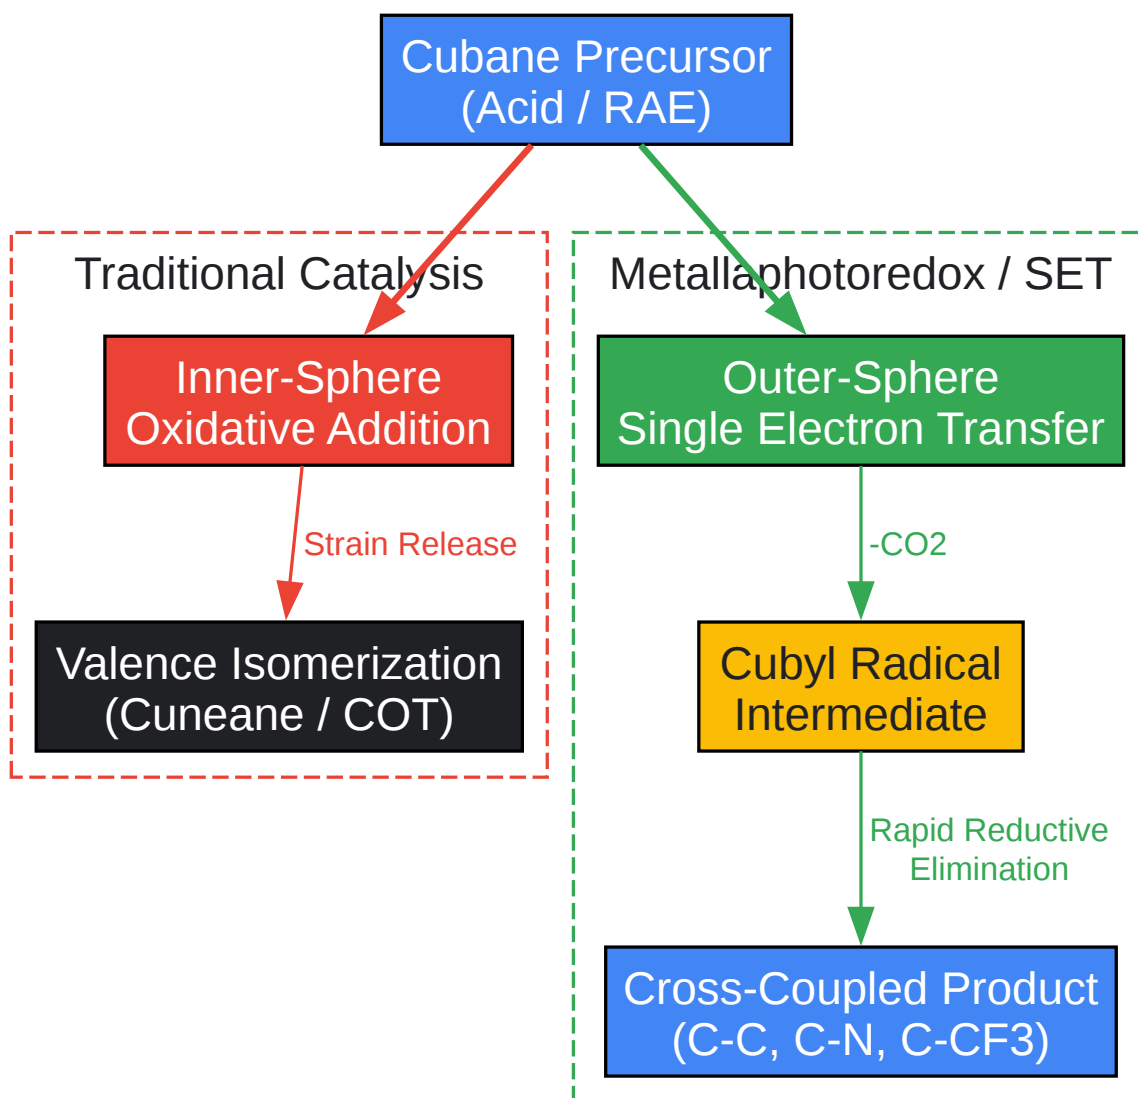 Cubane Precursor
(Acid / RAE)
Traditional Catalysis
Inner-Sphere
Oxidative Addition
Strain Release
Valence Isomerization
(Cuneane / COT)
Metallaphotoredox / SET
Outer-Sphere
Single Electron Transfer
-CO2
Cubyl Radical
Intermediate
Rapid Reductive
Elimination
Cross-Coupled Product
(C-C, C-N, C-CF3)